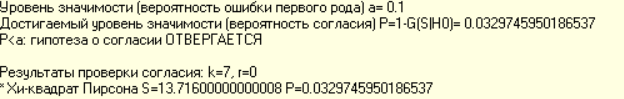 Уровень значимости (вероятность ошибки первого рода) a= 0.1
Достигаемый уровень значимости (вероятность согласия) P=1-G(S|H0)= 0.0329745950186537
P<a: гипотеза о согласии ОТВЕРГАЕТСЯ
Результаты проверки согласия: k=7, r=0
* Хи-квадрат Пирсона S=13.71600000000008 P=0.0329745950186537